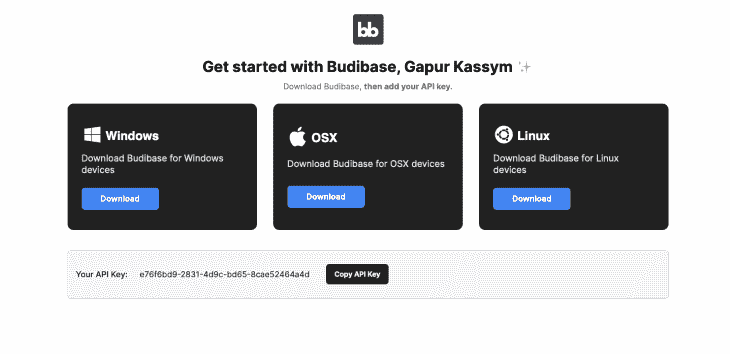 bb
Get started with Budibase, Gapur Kassym
Download Budibase, then add your API key.
Windows
Download Budibase for Windows
devices
Download
OSX
Download Budibase for OSX devices
Download
Linux
Download Budibase for Linux
devices
Download
Your API Key: e76f6bd9-2831-4d9c-bd65-8cae52464a4d
Copy API Key